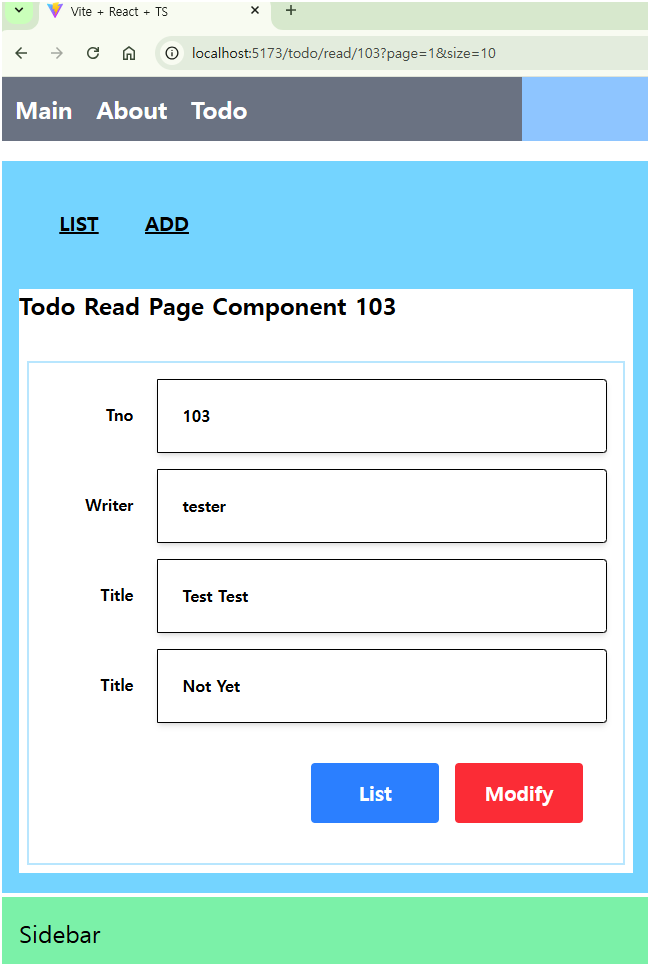 Vite + React + TS
localhost:5173/todo/read/103?page=1&size=10
Main About Todo
LIST ADD
Todo Read Page Component 103
Tno 103
Writer tester
Title Test Test
Title Not Yet
List Modify
Sidebar